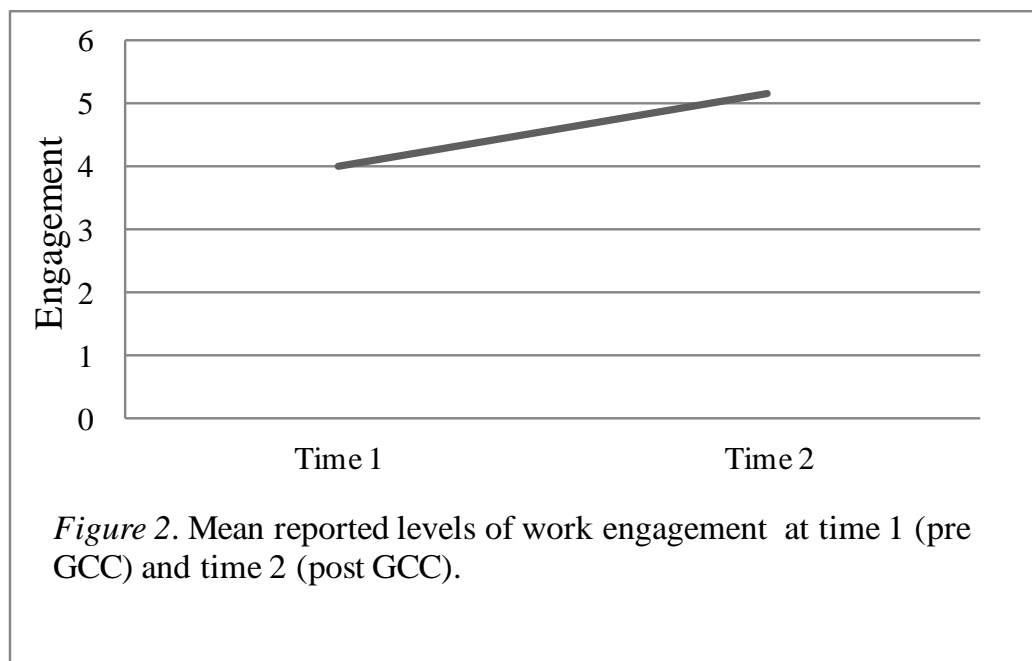 6
5
4
3
2
1
0
Engagement
Time 1 Time 2
Figure 2. Mean reported levels of work engagement at time 1 (pre
GCC) and time 2 (post GCC).